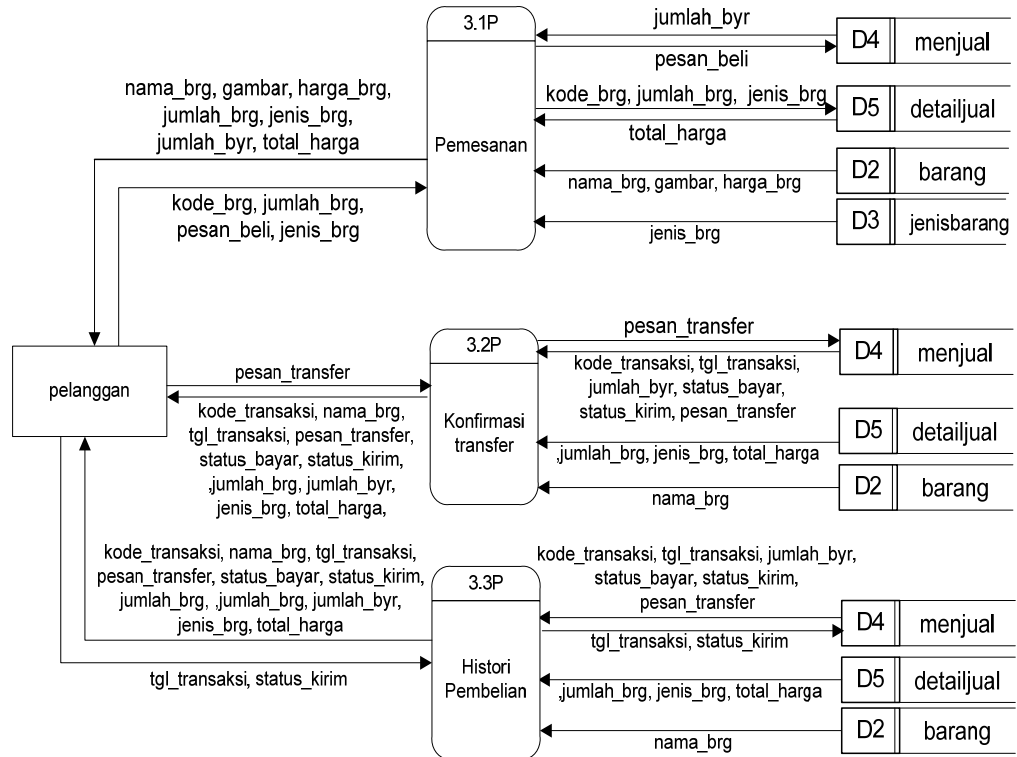 3.1P
Pemesanan
jumlah_byr
pesan_beli
D4 menjual
kode_brg, jumlah_brg, jenis_brg
total_harga
D5 detailjual
nama_brg, gambar, harga_brg
D2 barang
jenis_brg
D3 jenisbarang
nama_brg, gambar, harga_brg,
jumlah_brg, jenis_brg,
jumlah_byr, total_harga
kode_brg, jumlah_brg,
pesan_beli, jenis_brg
pelanggan
3.2P
Konfirmasi
transfer
pesan_transfer
kode_transaksi, tgl_transaksi,
jumlah_byr, status_bayar,
status_kirim, pesan_transfer
D4 menjual
,jumlah_brg, jenis_brg, total_harga
D5 detailjual
nama_brg
D2 barang
pesan_transfer
kode_transaksi, nama_brg,
tgl_transaksi, pesan_transfer,
status_bayar, status_kirim,
,jumlah_brg, jumlah_byr,
jenis_brg, total_harga,
kode_transaksi, nama_brg, tgl_transaksi,
pesan_transfer, status_bayar, status_kirim,
jumlah_brg, ,jumlah_brg, jumlah_byr,
jenis_brg, total_harga
tgl_transaksi, status_kirim
3.3P
Histori
Pembelian
kode_transaksi, tgl_transaksi, jumlah_byr,
status_bayar, status_kirim,
pesan_transfer
tgl_transaksi, status_kirim
D4 menjual
,jumlah_brg, jenis_brg, total_harga
D5 detailjual
nama_brg
D2 barang